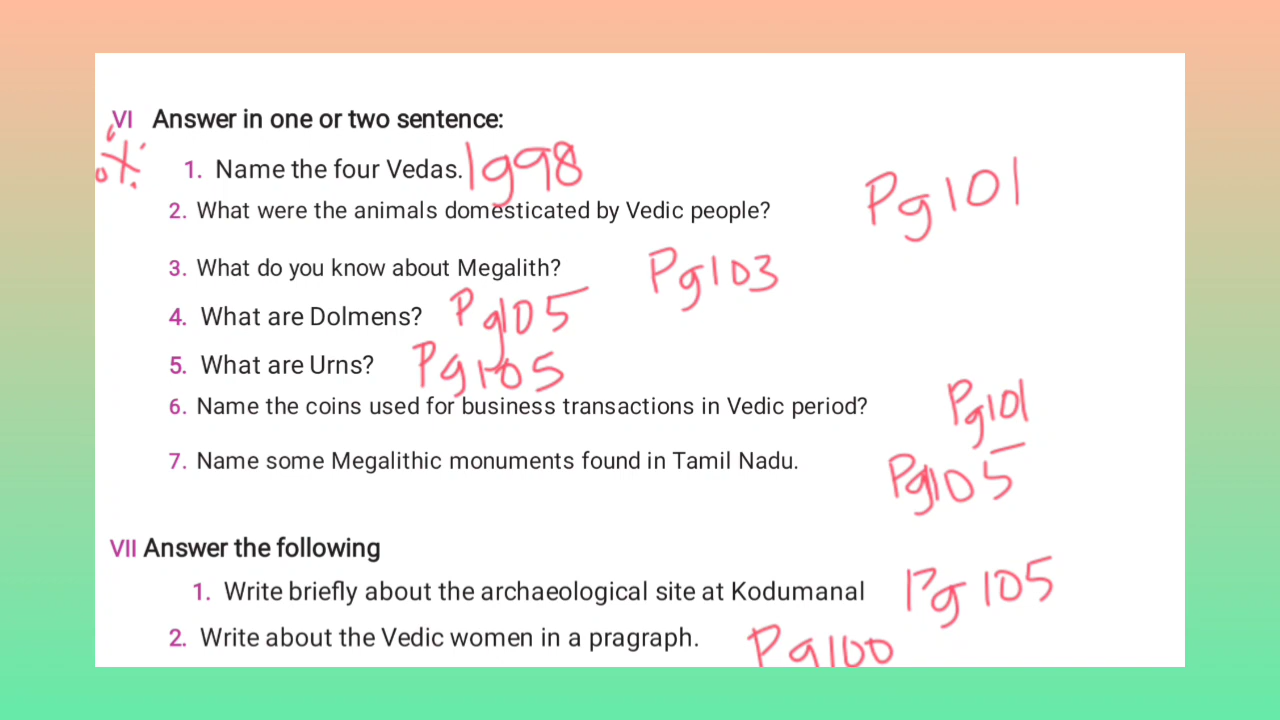 VI Answer in one or two sentence:
1. Name the four Vedas. Pg98
2. What were the animals domesticated by Vedic people? Pg101
3. What do you know about Megalith? Pg103
4. What are Dolmens? Pg105
5. What are Urns? Pg105
6. Name the coins used for business transactions in Vedic period? Pg101
7. Name some Megalithic monuments found in Tamil Nadu. Pg105
VII Answer the following
1. Write briefly about the archaeological site at Kodumanal Pg105
2. Write about the Vedic women in a pragraph. Pg100